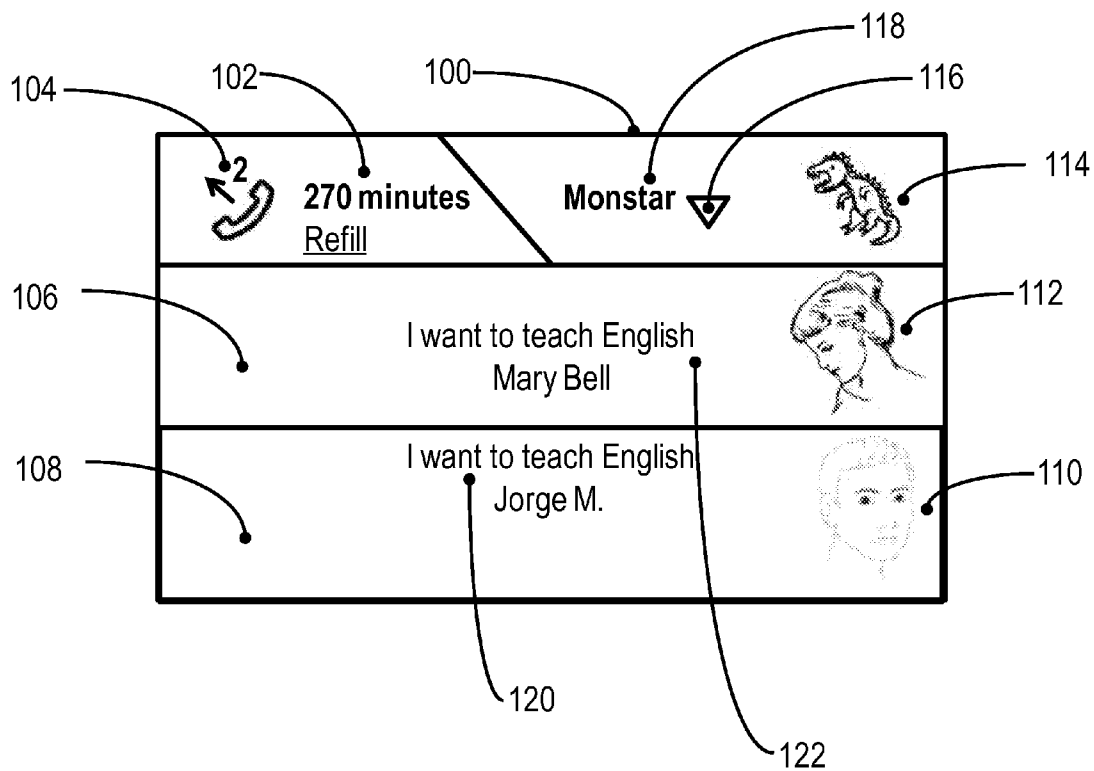 118
100
116
102
104
2
114
270 minutes
Monstar
Refill
106
112
I want to teach English
Mary Bell
108
I want to teach English
110
Jorge M.
120
122